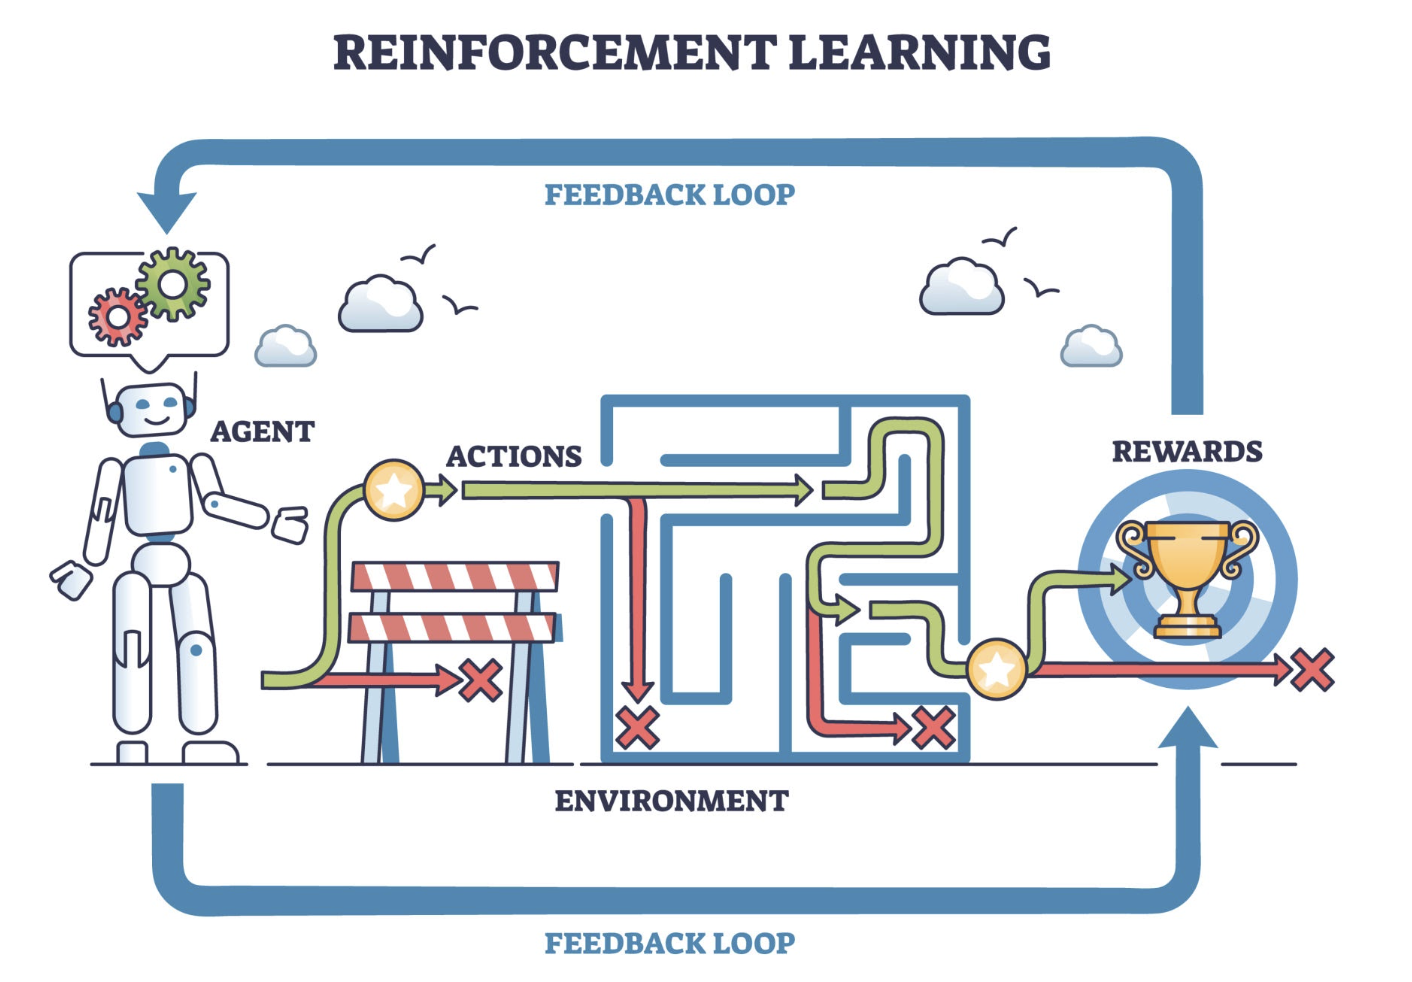 REINFORCEMENT LEARNING
FEEDBACK LOOP
AGENT
ACTIONS
REWARDS
ENVIRONMENT
FEEDBACK LOOP